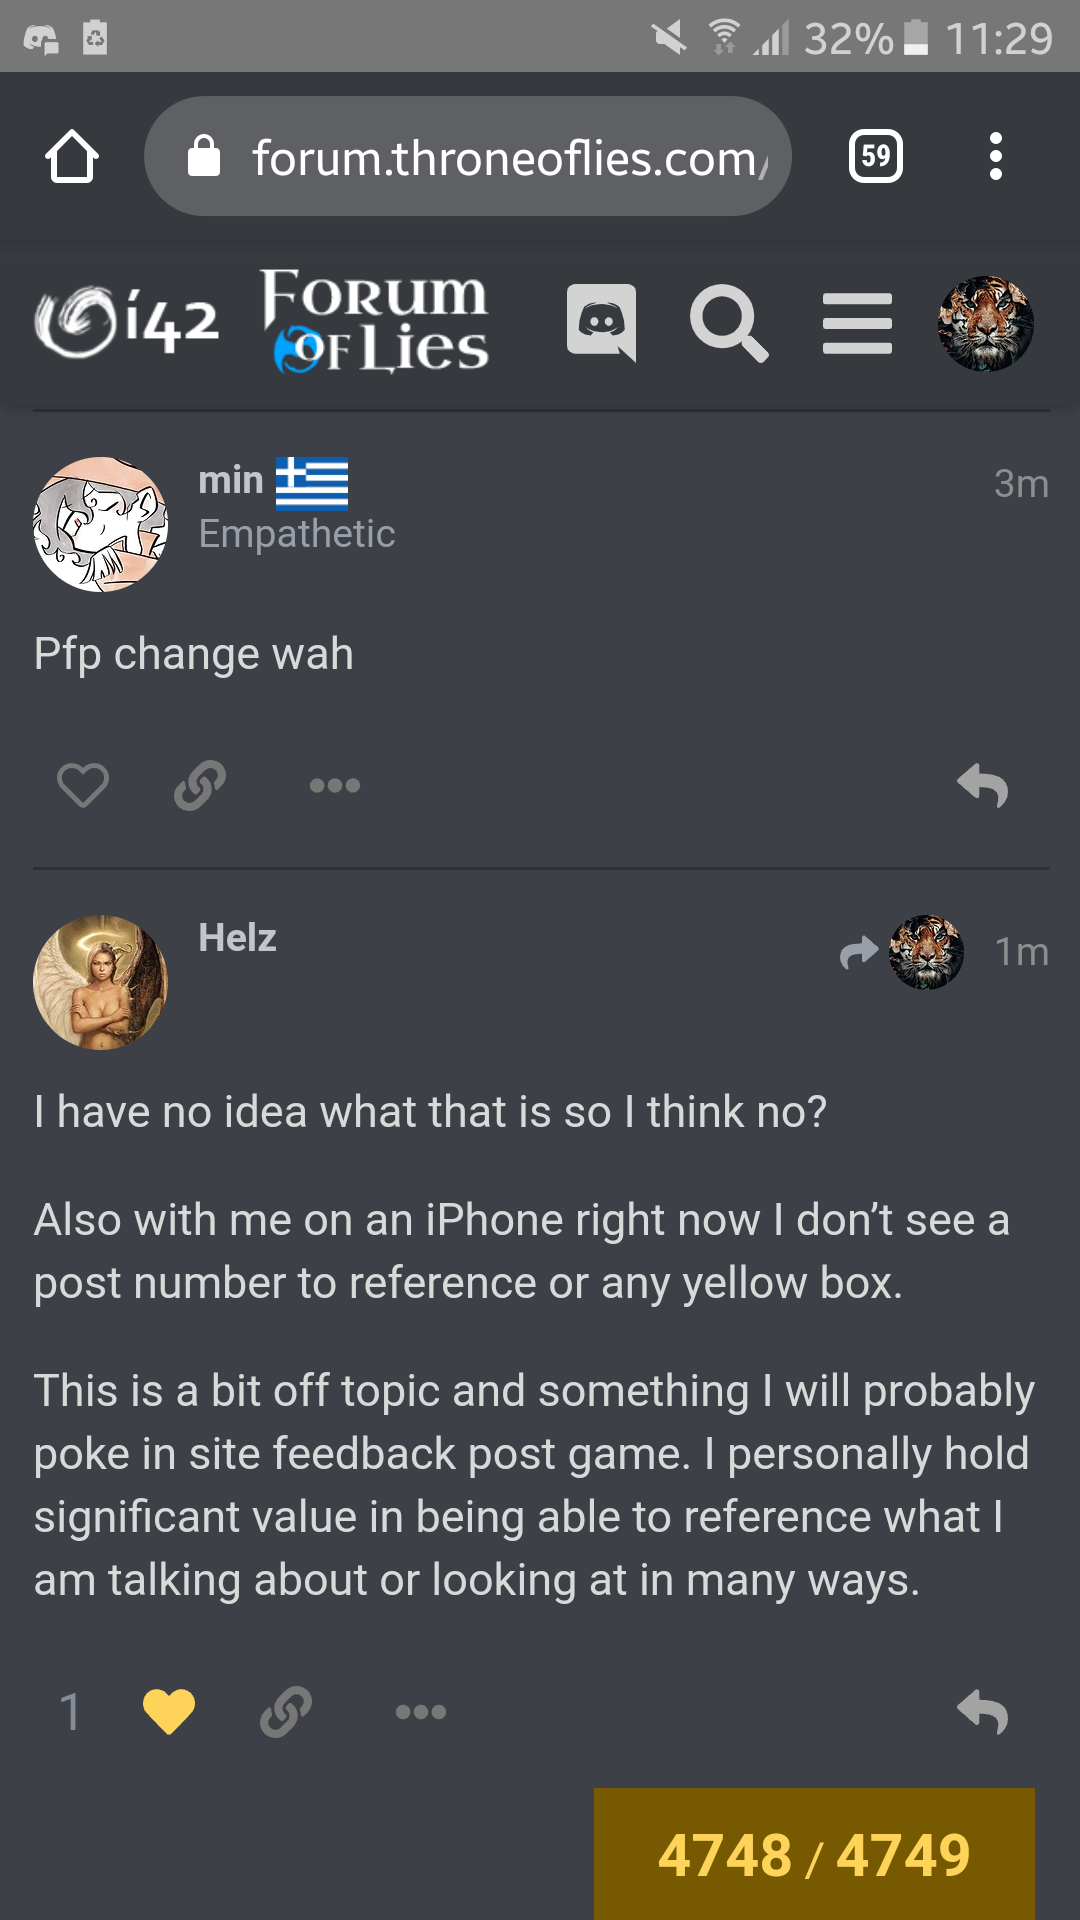 32% 11:29
forum.throneoflies.com/
59
i42 Forum
of Lies
min 3m
Empathetic
Pfp change wah
Helz 1m
I have no idea what that is so I think no?
Also with me on an iPhone right now I don’t see a
post number to reference or any yellow box.
This is a bit off topic and something I will probably
poke in site feedback post game. I personally hold
significant value in being able to reference what I
am talking about or looking at in many ways.
1
4748 / 4749